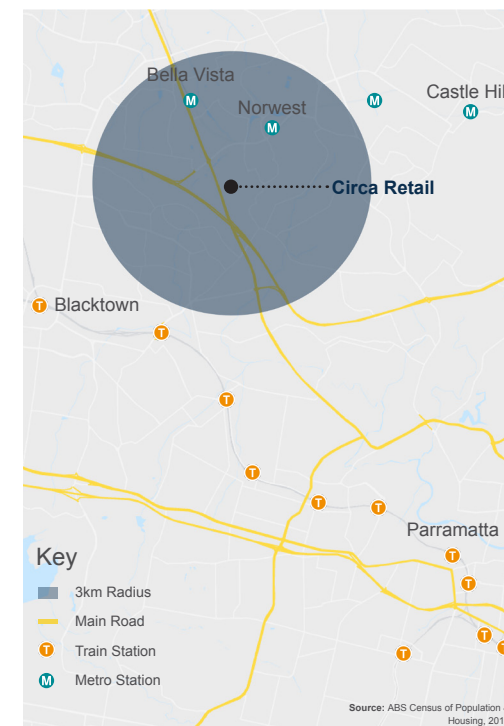 Bella Vista
M
Norwest
M
M
Castle Hil
M
Circa Retail
T
Blacktown
T
T
T
T
T
Parramatta
T
T
T
T
T
Key
3km Radius
Main Road
T Train Station
M Metro Station
Source: ABS Census of Population
Housing, 201